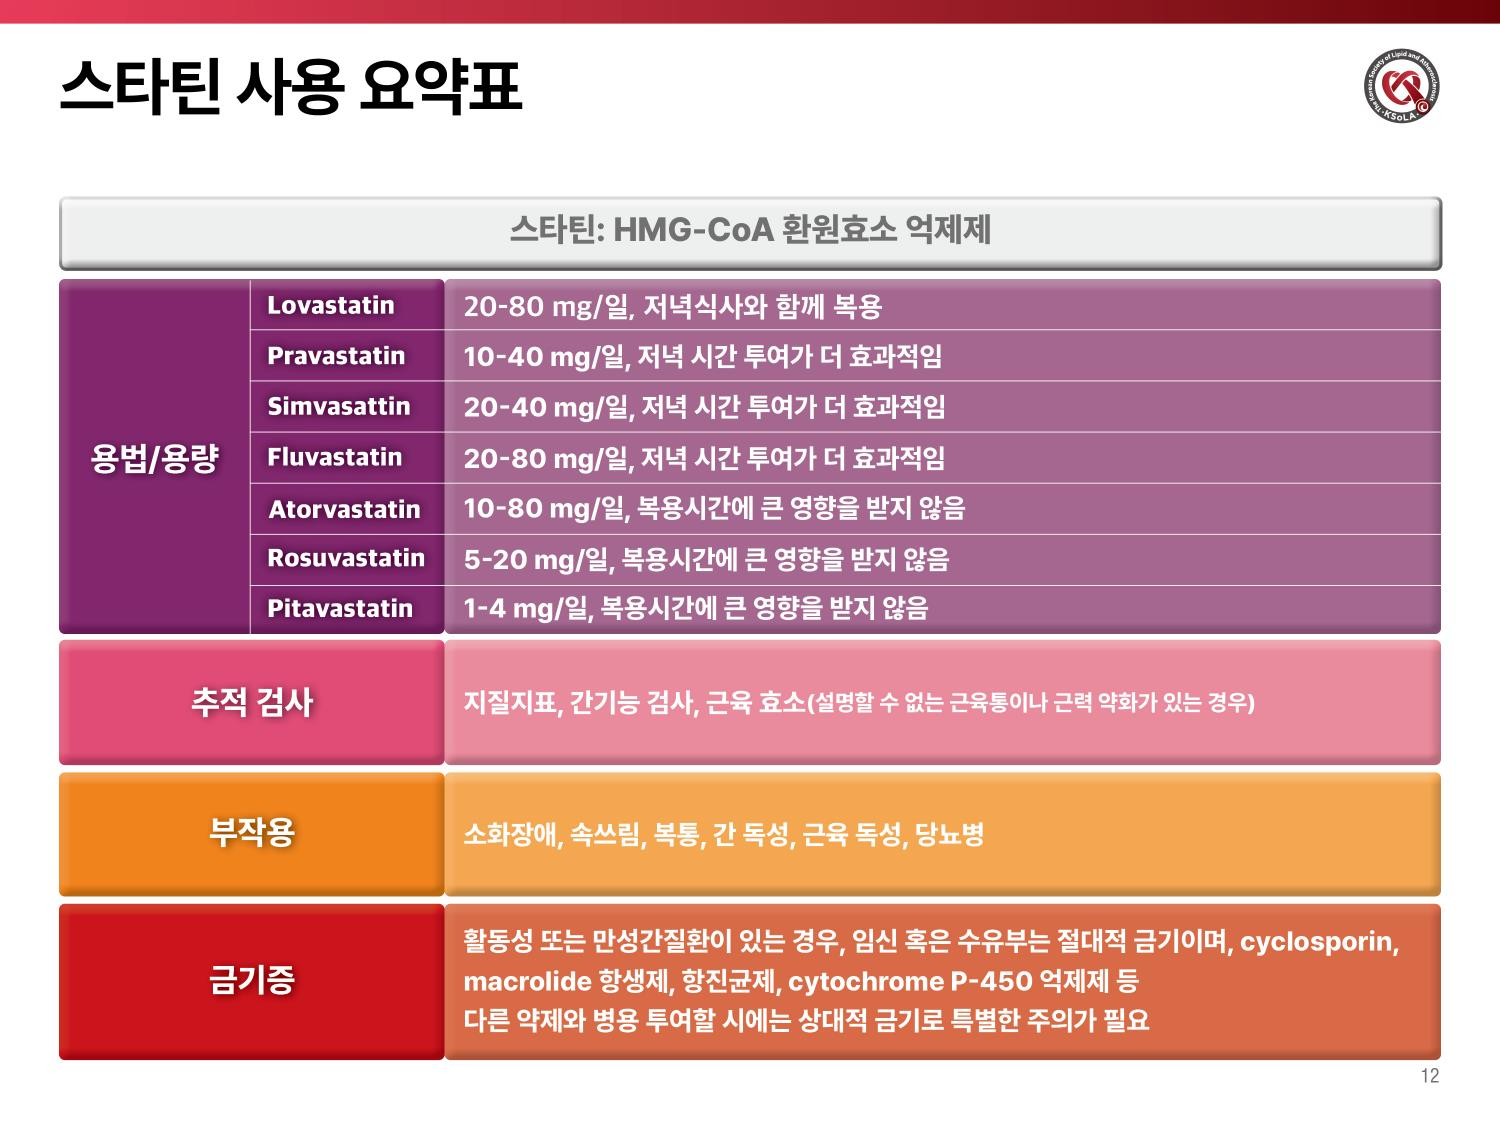 스타틴 사용 요약표
The Korean Society of Lipid and Atherosclerosis
KSoLA
스타틴: HMG-CoA 환원효소 억제제
용법/용량
Lovastatin 20-80 mg/일, 저녁식사와 함께 복용
Pravastatin 10-40 mg/일, 저녁 시간 투여가 더 효과적임
Simvasattin 20-40 mg/일, 저녁 시간 투여가 더 효과적임
Fluvastatin 20-80 mg/일, 저녁 시간 투여가 더 효과적임
Atorvastatin 10-80 mg/일, 복용시간에 큰 영향을 받지 않음
Rosuvastatin 5-20 mg/일, 복용시간에 큰 영향을 받지 않음
Pitavastatin 1-4 mg/일, 복용시간에 큰 영향을 받지 않음
추적 검사 지질지표, 간기능 검사, 근육 효소(설명할 수 없는 근육통이나 근력 약화가 있는 경우)
부작용 소화장애, 속쓰림, 복통, 간 독성, 근육 독성, 당뇨병
금기증
활동성 또는 만성간질환이 있는 경우, 임신 혹은 수유부는 절대적 금기이며, cyclosporin,
macrolide 항생제, 항진균제, cytochrome P-450 억제제 등
다른 약제와 병용 투여할 시에는 상대적 금기로 특별한 주의가 필요
12